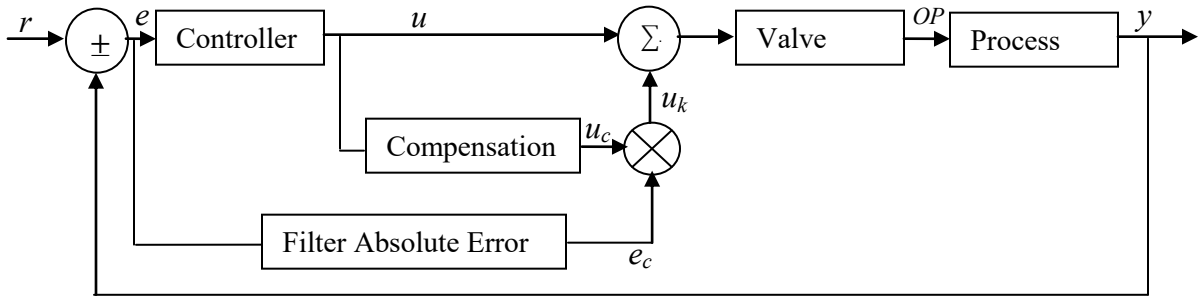 r
±
e
Controller
u
∑
Valve
OP
Process
y
u_k
Compensation
u_c
Filter Absolute Error
e_c